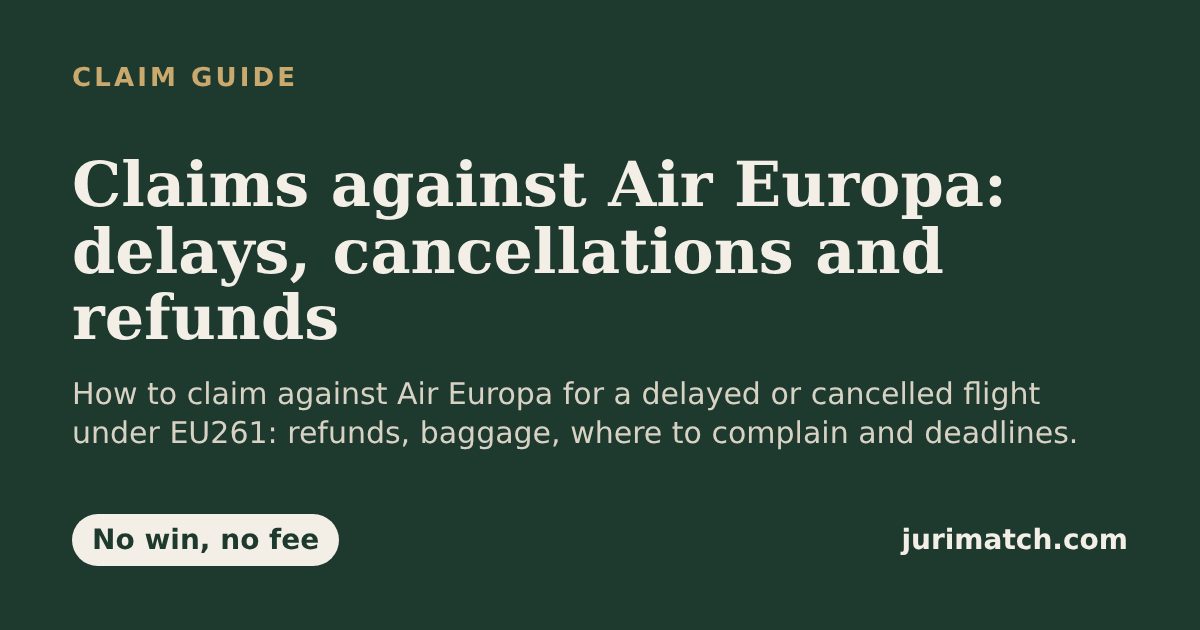 CLAIM GUIDE
Claims against Air Europa:
delays, cancellations and
refunds
How to claim against Air Europa for a delayed or cancelled flight
under EU261: refunds, baggage, where to complain and deadlines.
No win, no fee
jurimatch.com